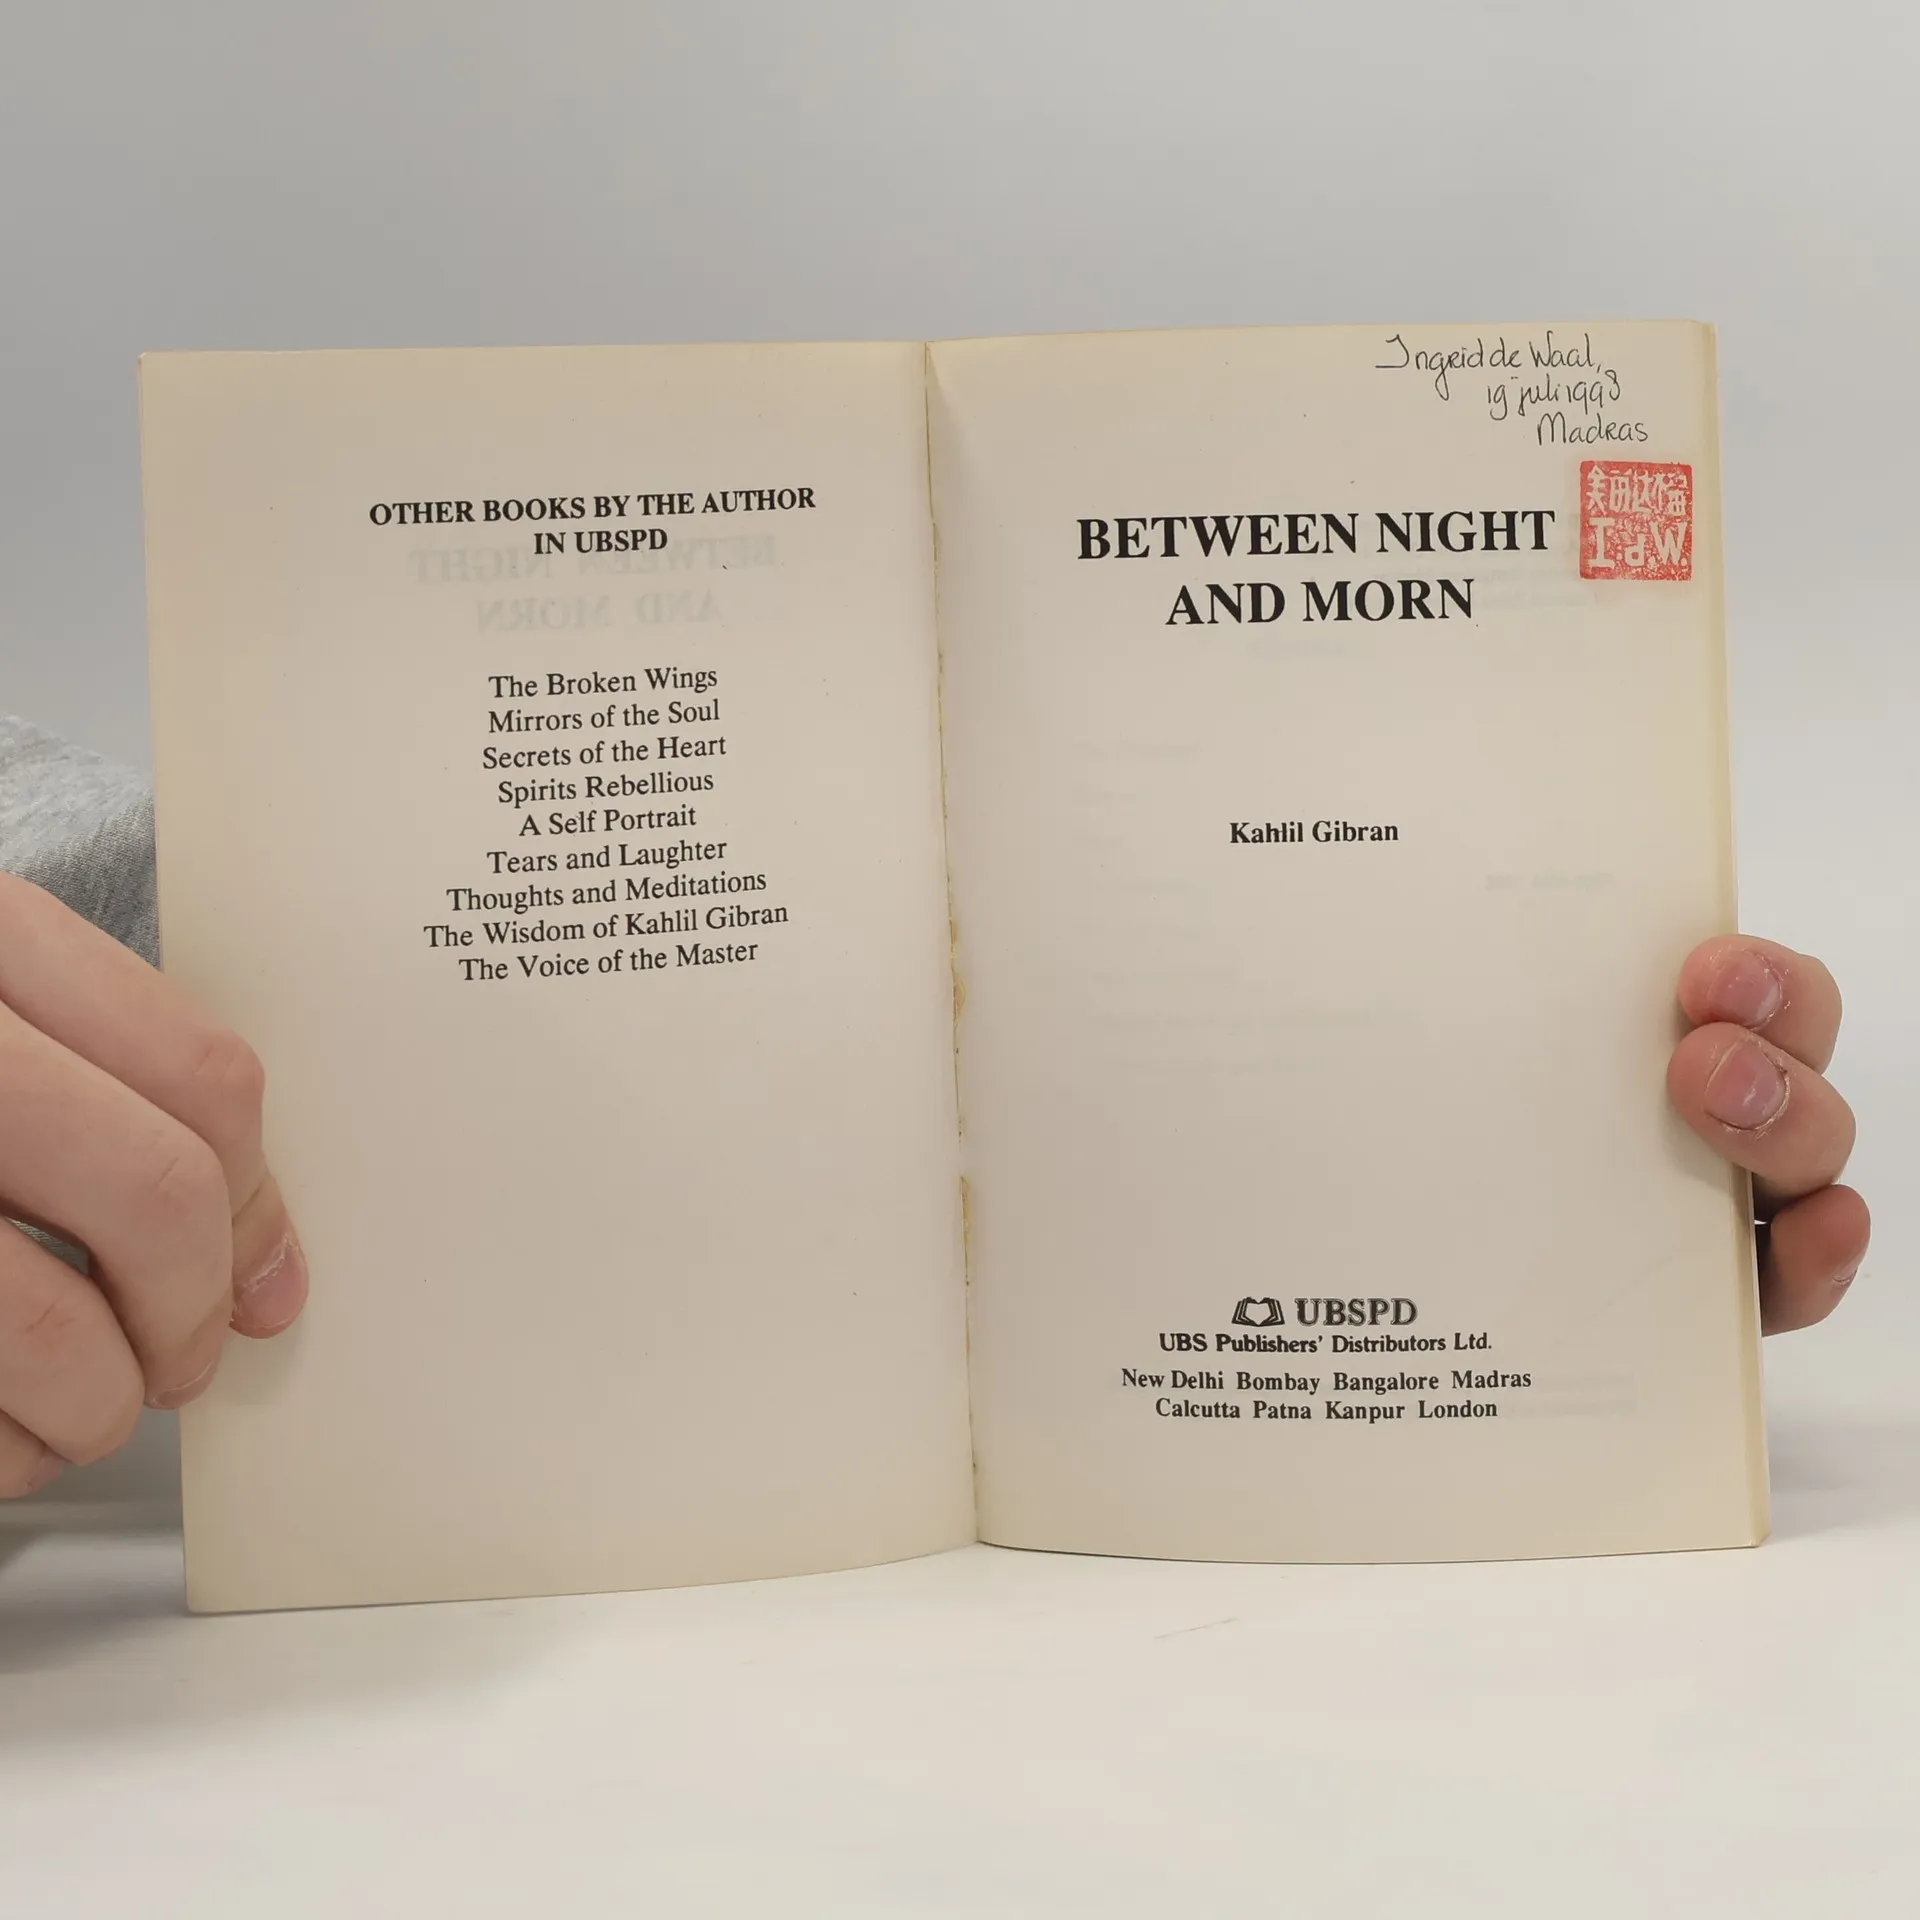 OTHER BOOKS BY THE AUTHOR
IN UBSPD
The Broken Wings
Mirrors of the Soul
Secrets of the Heart
Spirits Rebellious
A Self Portrait
Tears and Laughter
Thoughts and Meditations
The Wisdom of Kahlil Gibran
The Voice of the Master
Ingrid de Waal,
19 juli 1998
Madras
I.d.W.
BETWEEN NIGHT
AND MORN
Kahlil Gibran
UBSPD
UBS Publishers' Distributors Ltd.
New Delhi Bombay Bangalore Madras
Calcutta Patna Kanpur London